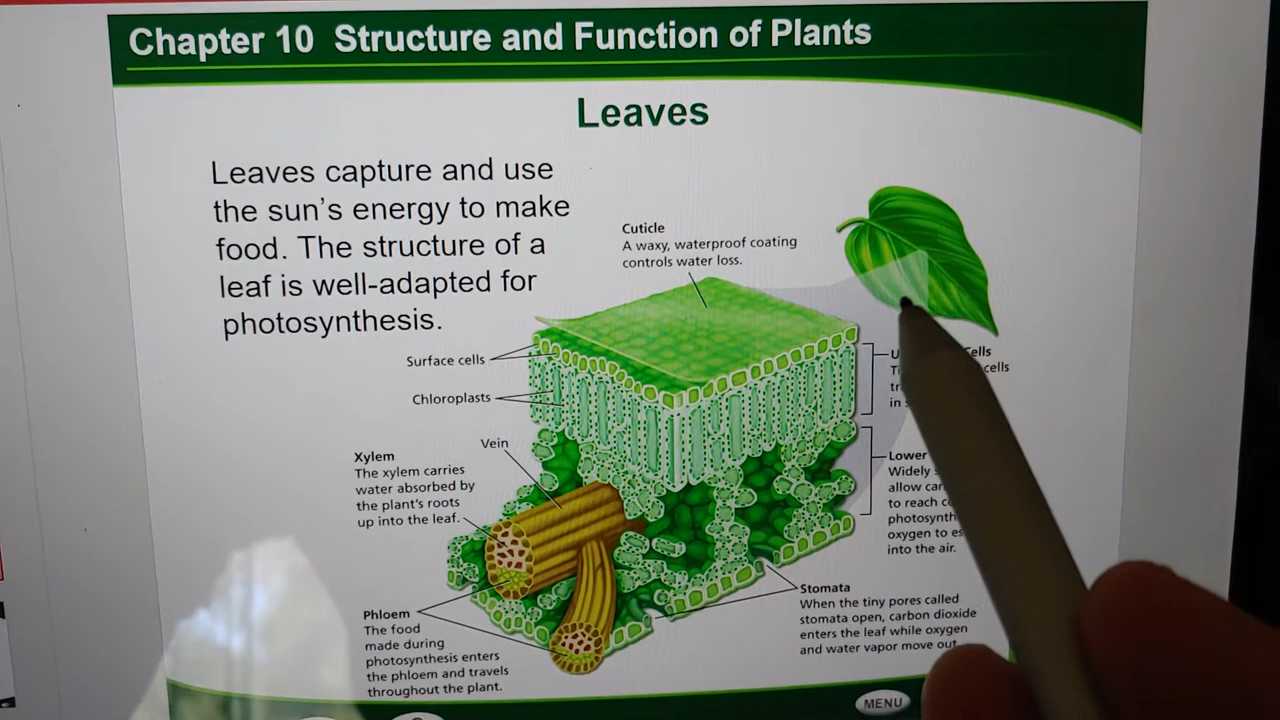 Chapter 10 Structure and Function of Plants
Leaves
Leaves capture and use
the sun's energy to make
food. The structure of a
leaf is well-adapted for
photosynthesis.
Cuticle
A waxy, waterproof coating
controls water loss.
Surface cells
Chloroplasts
Vein
Xylem
The xylem carries
water absorbed by
the plant's roots
up into the leaf.
Phloem
The food
made during
photosynthesis enters
the phloem and travels
throughout the plant.
cells
in
Lower
Widely
allow
to reach
oxygen to
into the air.
Stomata
When the tiny pores called
stomata open, carbon dioxide
enters the leaf while oxygen
and water vapor move out.
MENU